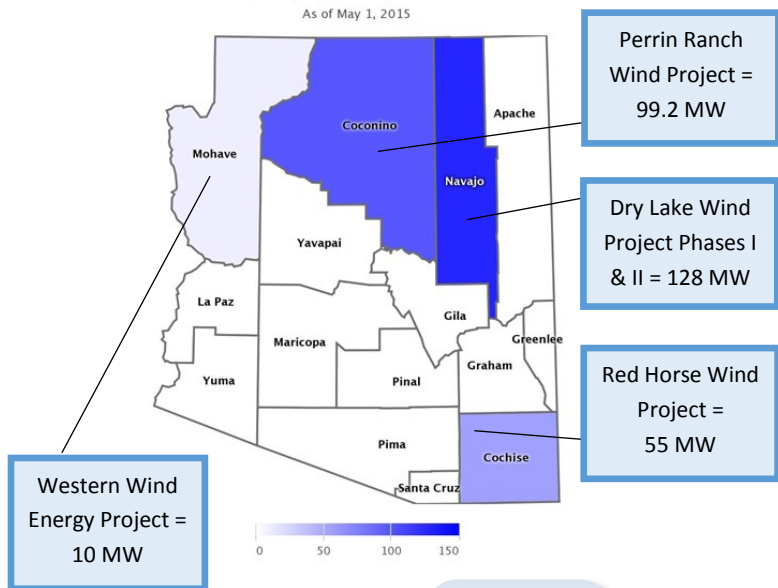 As of May 1, 2015
Perrin Ranch
Wind Project =
99.2 MW
Apache
Coconino
Mohave
Navajo
Dry Lake Wind
Project Phases I
& II = 128 MW
Yavapai
La Paz
Gila
Maricopa
Greenlee
Graham
Yuma
Pinal
Red Horse Wind
Project =
55 MW
Pima
Cochise
Santa Cruz
Western Wind
Energy Project =
10 MW
0 50 100 150